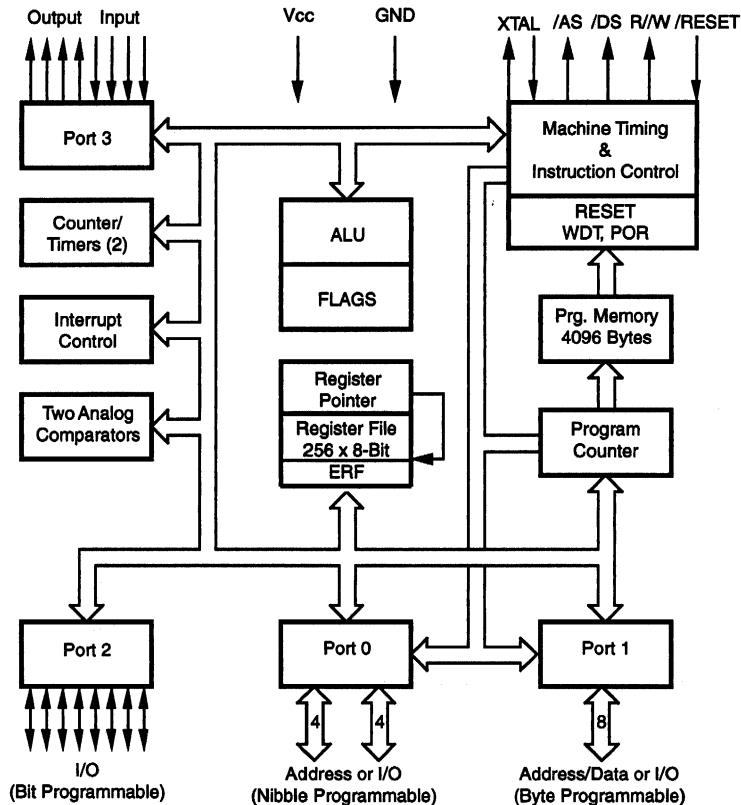 Output Input
Vcc
GND
XTAL /AS /DS R//W /RESET
Port 3
Machine Timing
&
Instruction Control
RESET
WDT, POR
Counter/
Timers (2)
ALU
FLAGS
Interrupt
Control
Prg. Memory
4096 Bytes
Two Analog
Comparators
Register
Pointer
Register File
256 x 8-Bit
ERF
Program
Counter
Port 2
Port 0
Port 1
4
4
8
I/O
(Bit Programmable)
Address or I/O
(Nibble Programmable)
Address/Data or I/O
(Byte Programmable)